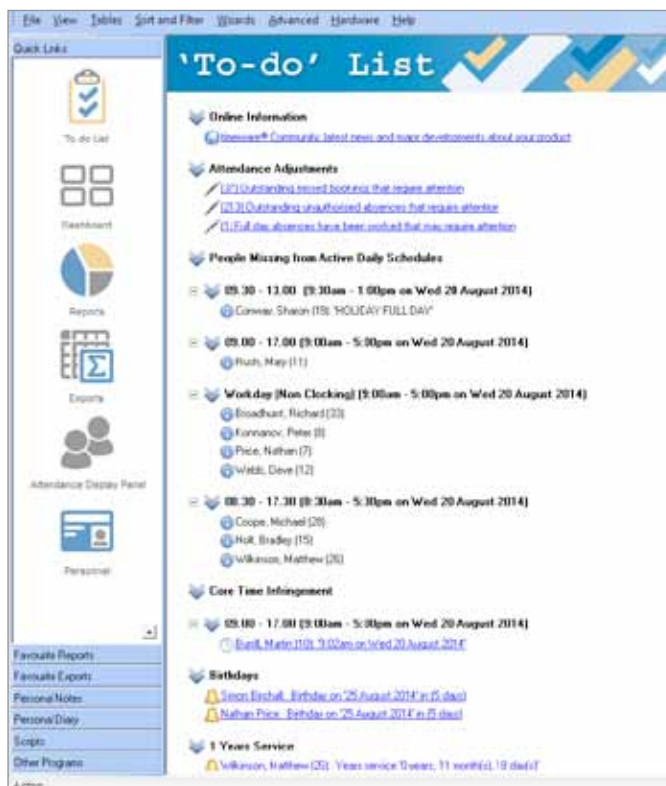 File View Tables Sort and Filter Wizards Advanced Hardware Help
Quick Links
To do List
Dashboard
Reports
Exports
Attendance Display Panel
Personnel
Favourite Reports
Favourite Exports
Personal Notes
Personal Diary
Scripts
Other Programs
'To-do' List
Online Information
Community latest news and major developments about your product
Attendance Adjustments
Outstanding missed bookings that require attention
(213) Outstanding unauthorised absences that require attention
(1) Full day absences have been worked that may require attention
People Missing from Active Daily Schedules
09.30 - 13.00 (9:30am - 1:00pm on Wed 20 August 2014)
Conway, Sharon (19) 'HOLIDAY FULL DAY'
09.00 - 17.00 (9:00am - 5:00pm on Wed 20 August 2014)
Rush, Mary (11)
Workday (Non Clocking) (9:00am - 5:00pm on Wed 20 August 2014)
Broadhurst, Richard (33)
Peter (8)
Price, Nathan (7)
Webb, Dave (12)
08.30 - 17.30 (8:30am - 5:30pm on Wed 20 August 2014)
Coope, Michael (28)
Holt, Bradley (15)
Wilkinson, Matthew (26)
Core Time Infringement
09.00 - 17.00 (9:00am - 5:00pm on Wed 20 August 2014)
Martin (10) '9:02am on Wed 20 August 2014'
Birthdays
Simon Birchall, Birthday on '25 August 2014' in (5 days)
Nathan Price, Birthday on '25 August 2014' in (5 days)
1 Years Service
Wilkinson, Matthew (26) Years service '0 years, 11 month(s), 18 day(s)'